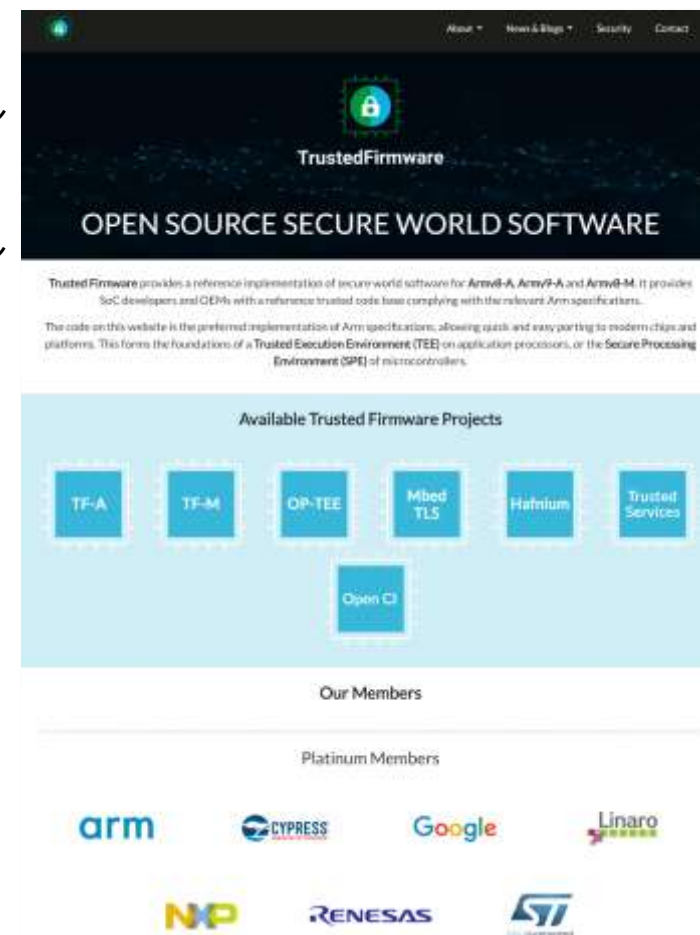 About News & Blogs Security Contact
TrustedFirmware
OPEN SOURCE SECURE WORLD SOFTWARE
Trusted Firmware provides a reference implementation of secure world software for Armv8-A, Armv9-A and Armv8-M. It provides
SoC developers and OEMs with a reference trusted code base complying with the relevant Arm specifications.
The code on this website is the preferred implementation of Arm specifications, allowing quick and easy porting to modern chips and
platforms. This forms the foundations of a Trusted Execution Environment (TEE) on application processors, or the Secure Processing
Environment (SPE) of microcontrollers.
Available Trusted Firmware Projects
TF-A TF-M OP-TEE Mbed TLS Hafnium Trusted Services
Open CI
Our Members
Platinum Members
arm CYPRESS Google Linaro
NXP RENESAS ST